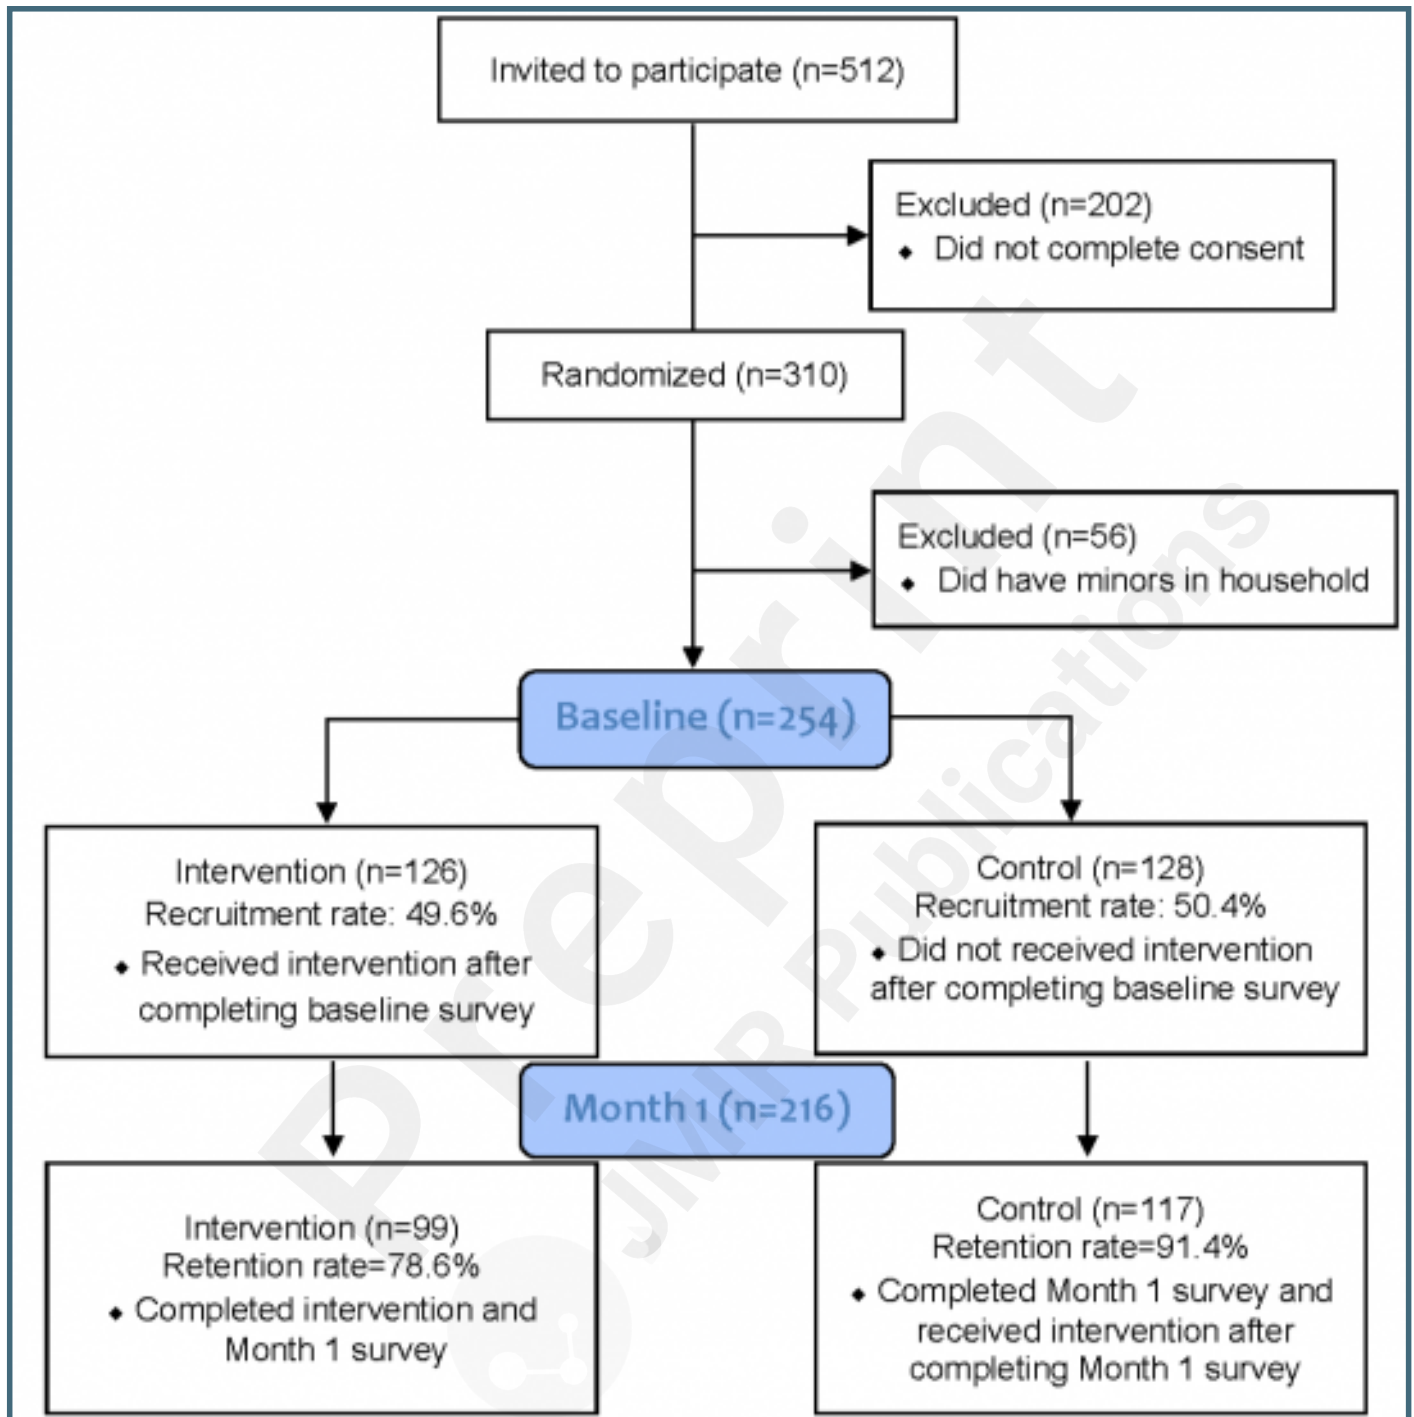 Invited to participate (n=512)
Excluded (n=202)
◆ Did not complete consent
Randomized (n=310)
Excluded (n=56)
◆ Did have minors in household
Baseline (n=254)
Intervention (n=126)
Recruitment rate: 49.6%
◆ Received intervention after
completing baseline survey
Control (n=128)
Recruitment rate: 50.4%
◆ Did not received intervention
after completing baseline survey
Month 1 (n=216)
Intervention (n=99)
Retention rate=78.6%
◆ Completed intervention and
Month 1 survey
Control (n=117)
Retention rate=91.4%
◆ Completed Month 1 survey and
received intervention after
completing Month 1 survey
Preprint
JMIR Publications